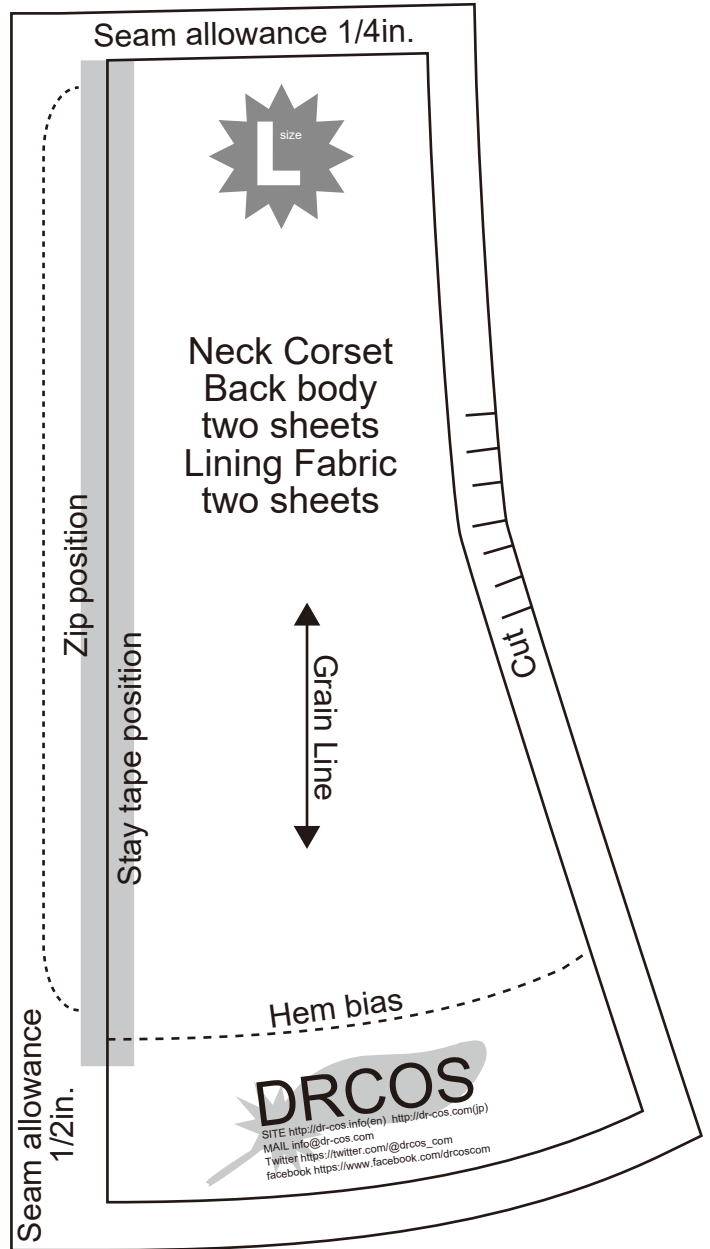 Seam allowance 1/4in.
L
size
Neck Corset
Back body
two sheets
Lining Fabric
two sheets
Zip position
Stay tape position
Grain Line
Cut
Hem bias
Seam allowance
1/2in.
DRCOS
SITE http://dr-cos.info(en) http://dr-cos.com(jp)
MAIL info@dr-cos.com
Twitter https://twitter.com/@drcos_com
facebook https://www.facebook.com/drcoscom